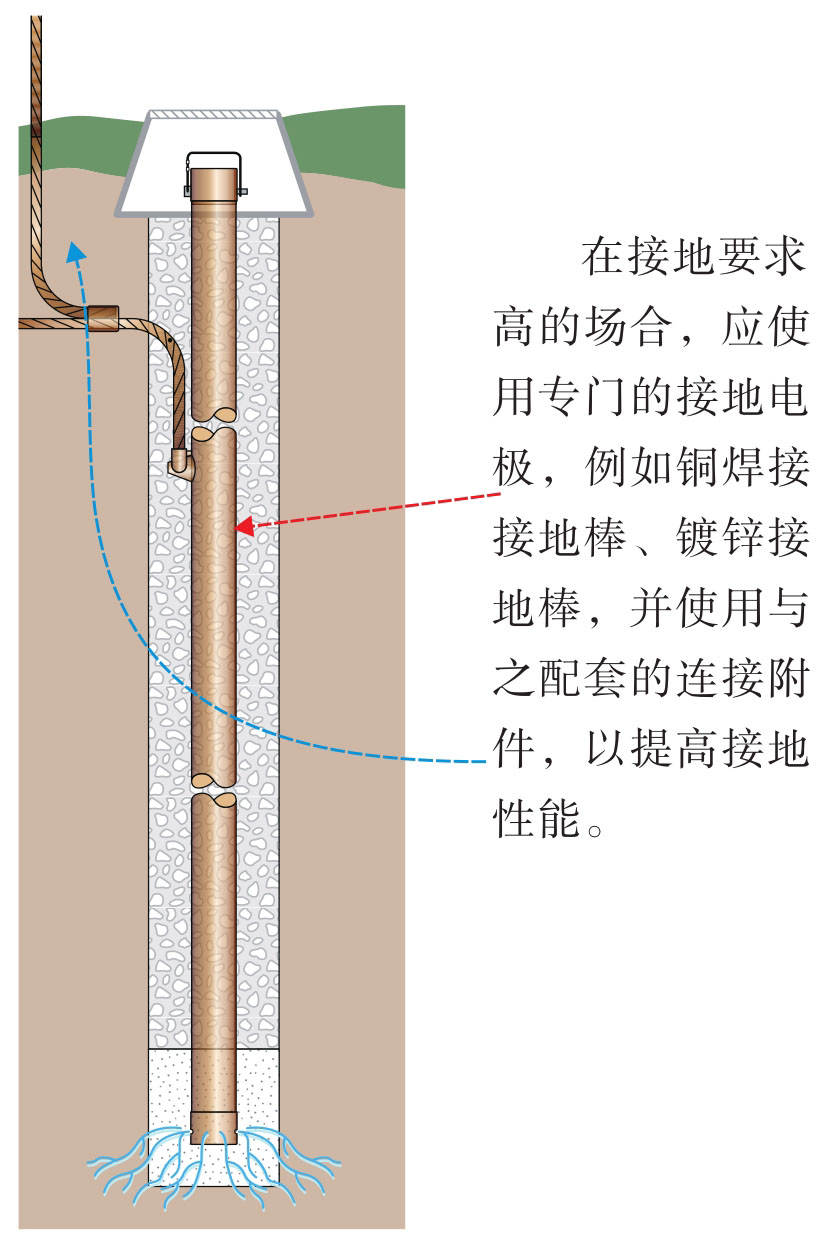 在接地要求
高的场合，应使
用专门的接地电
极，例如铜焊接
接地棒、镀锌接
地棒，并使用与
之配套的连接附
件，以提高接地
性能。